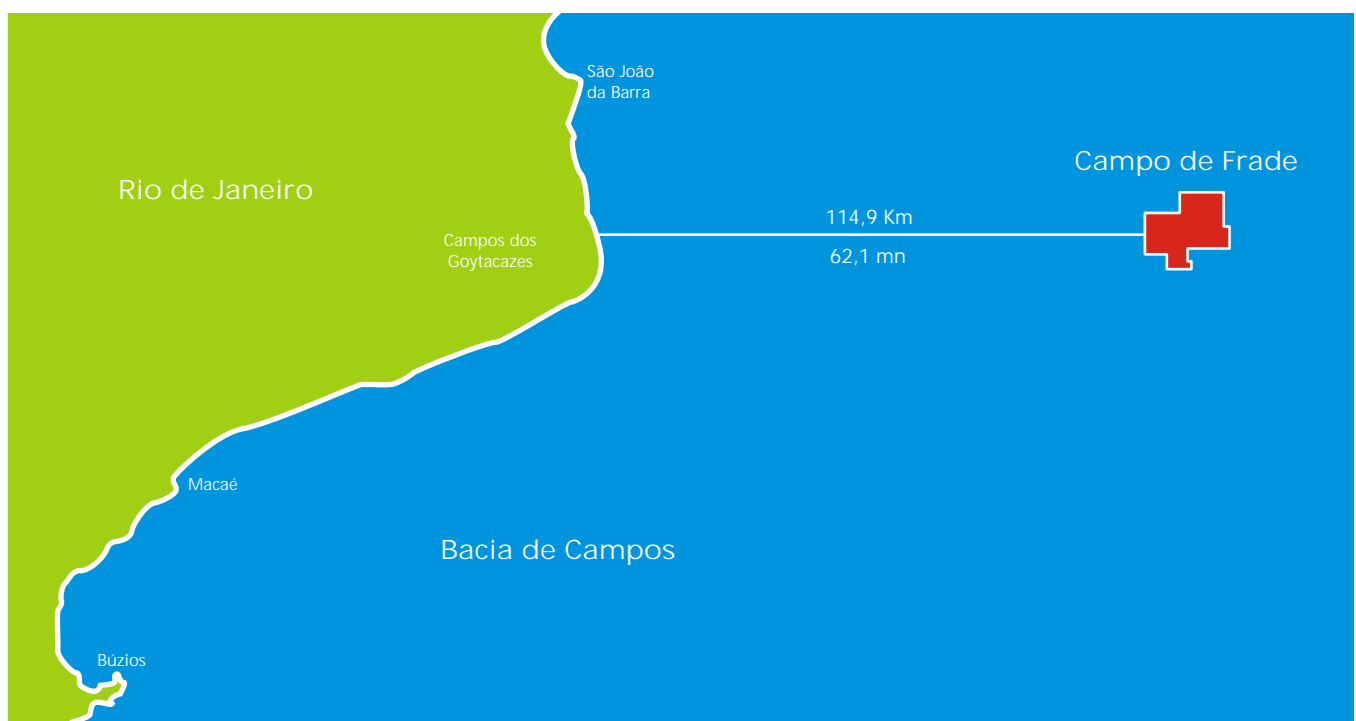 São João
da Barra
Campo de Frade
Rio de Janeiro
114,9 Km
Campos dos
Goytacazes
62,1 mn
Macaé
Bacia de Campos
Búzios